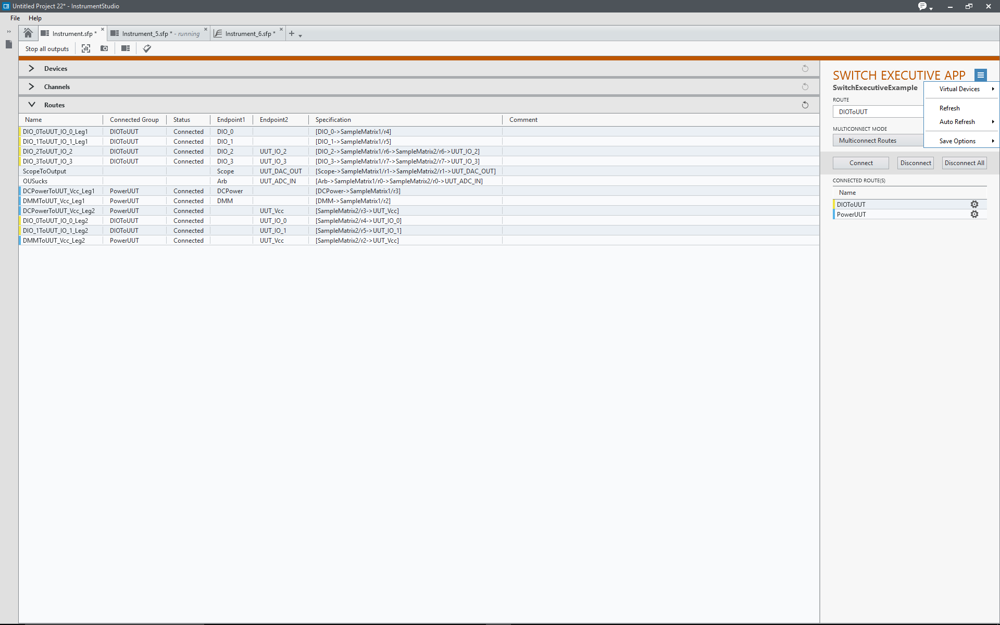 Untitled Project 22* - InstrumentStudio
File Help
Instrument.sfp * Instrument_5.sfp * - running Instrument_6.sfp *
Stop all outputs
Devices
Channels
Routes
Name Connected Group Status Endpoint1 Endpoint2 Specification Comment
DIO_0ToUUT_IO_0_Leg1 DIOToUUT Connected DIO_0 [DIO_0->SampleMatrix1/r4]
DIO_1ToUUT_IO_1_Leg1 DIOToUUT Connected DIO_1 [DIO_1->SampleMatrix1/r5]
DIO_2ToUUT_IO_2 DIOToUUT Connected DIO_2 UUT_IO_2 [DIO_2->SampleMatrix1/r6->SampleMatrix2/r6->UUT_IO_2]
DIO_3ToUUT_IO_3 DIOToUUT Connected DIO_3 UUT_IO_3 [DIO_3->SampleMatrix1/r7->SampleMatrix2/r7->UUT_IO_3]
ScopeToOutput Scope UUT_DAC_OUT [Scope->SampleMatrix1/r1->SampleMatrix2/r1->UUT_DAC_OUT]
OUSucks Arb UUT_ADC_IN [Arb->SampleMatrix1/r0->SampleMatrix2/r0->UUT_ADC_IN]
DCPowerToUUT_Vcc_Leg1 PowerUUT Connected DCPower [DCPower->SampleMatrix1/r3]
DMMToUUT_Vcc_Leg1 PowerUUT Connected DMM [DMM->SampleMatrix1/r2]
DCPowerToUUT_Vcc_Leg2 PowerUUT Connected UUT_Vcc [SampleMatrix2/r3->UUT_Vcc]
DIO_0ToUUT_IO_0_Leg2 DIOToUUT Connected UUT_IO_0 [SampleMatrix2/r4->UUT_IO_0]
DIO_1ToUUT_IO_1_Leg2 DIOToUUT Connected UUT_IO_1 [SampleMatrix2/r5->UUT_IO_1]
DMMToUUT_Vcc_Leg2 PowerUUT Connected UUT_Vcc [SampleMatrix2/r2->UUT_Vcc]
SWITCH EXECUTIVE APP
SwitchExecutiveExample
ROUTE
DIOToUUT
MULTICONNECT MODE
Multiconnect Routes
Virtual Devices
Refresh
Auto Refresh
Save Options
Connect Disconnect Disconnect All
CONNECTED ROUTE(S)
Name
DIOToUUT
PowerUUT